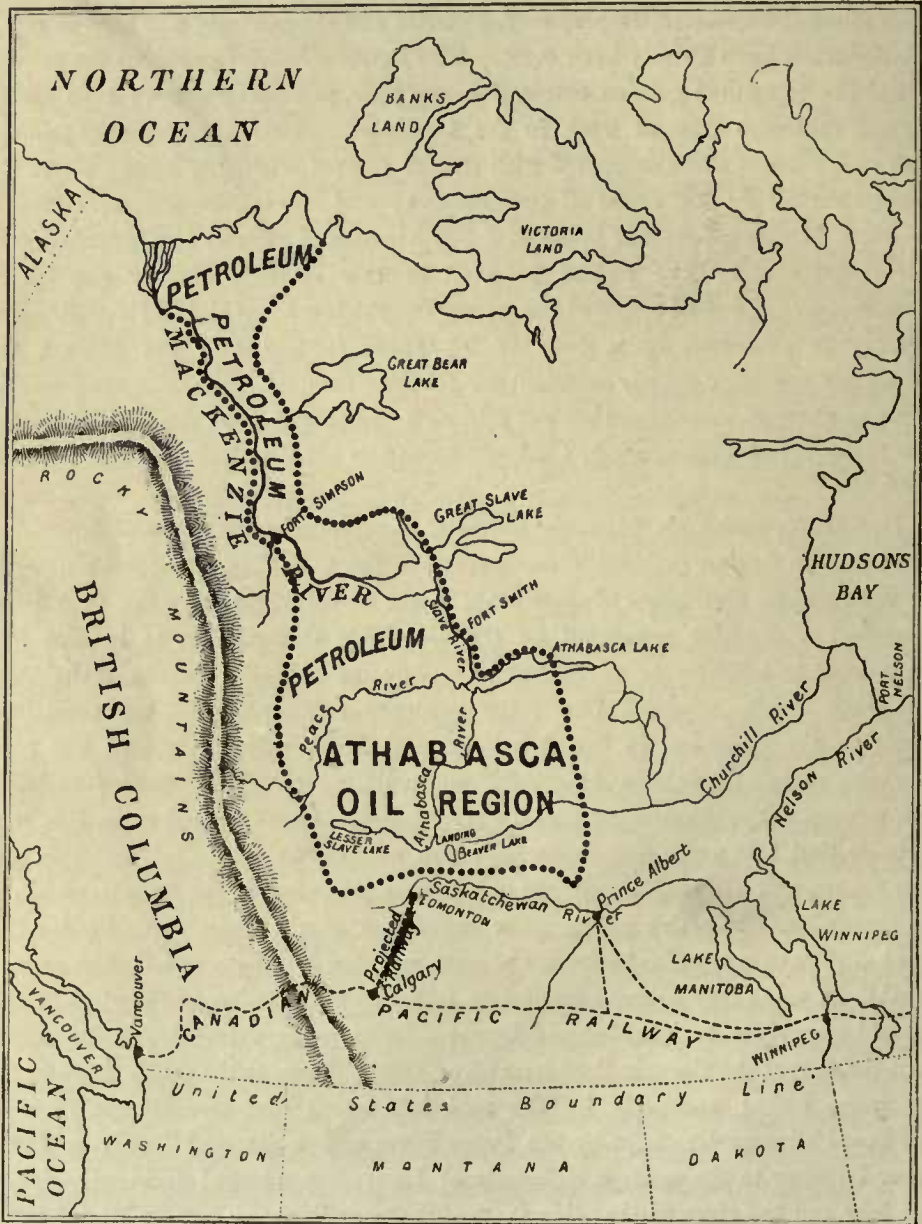 NORTHERN
OCEAN
BANKS
LAND
ALASKA
VICTORIA
LAND
PETROLEUM
PETROLEUM
MACKENZIE
GREAT BEAR
LAKE
ROCKY
FORT SIMPSON
GREAT SLAVE
LAKE
RIVER
HUDSONS
BAY
Slave River
FORT SMITH
BRITISH COLUMBIA
MOUNTAINS
PETROLEUM
ATHABASCA LAKE
Peace
River
River
PORT
NELSON
ATHABASCA
OIL REGION
Athabasca
Churchill River
Nelson River
LESSER
SLAVE LAKE
LANDING
BEAVER LAKE
Saskatchewan
River
EDMONTON
Prince Albert
LAKE
WINNIPEG
Projected
Railway
Calgary
LAKE
MANITOBA
VANCOUVER
Vancouver
CANADIAN
PACIFIC RAILWAY
WINNIPEG
PACIFIC
OCEAN
United States Boundary Line
WASHINGTON
MONTANA
DAKOTA